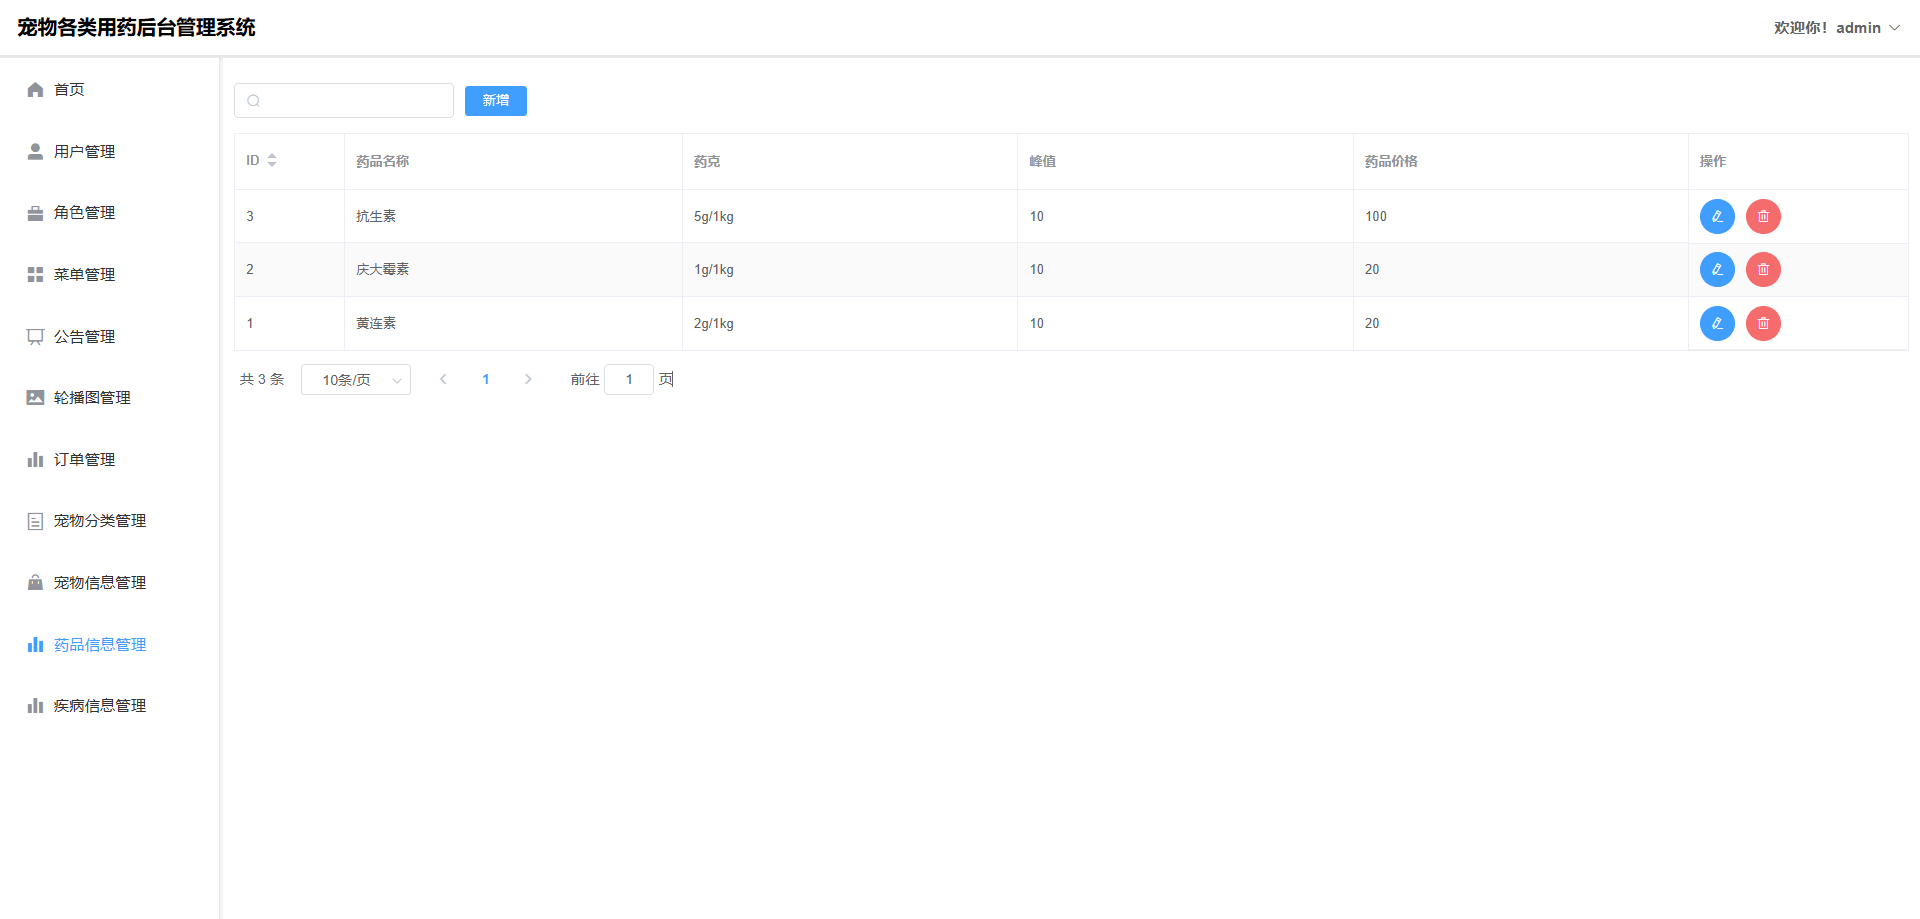 宠物各类用药后台管理系统
欢迎你！admin
首页
用户管理
角色管理
菜单管理
公告管理
轮播图管理
订单管理
宠物分类管理
宠物信息管理
药品信息管理
疾病信息管理
新增
ID 药品名称 药克 峰值 药品价格 操作
3 抗生素 5g/1kg 10 100
2 庆大霉素 1g/1kg 10 20
1 黄连素 2g/1kg 10 20
共 3 条 10条/页 1 前往 1 页